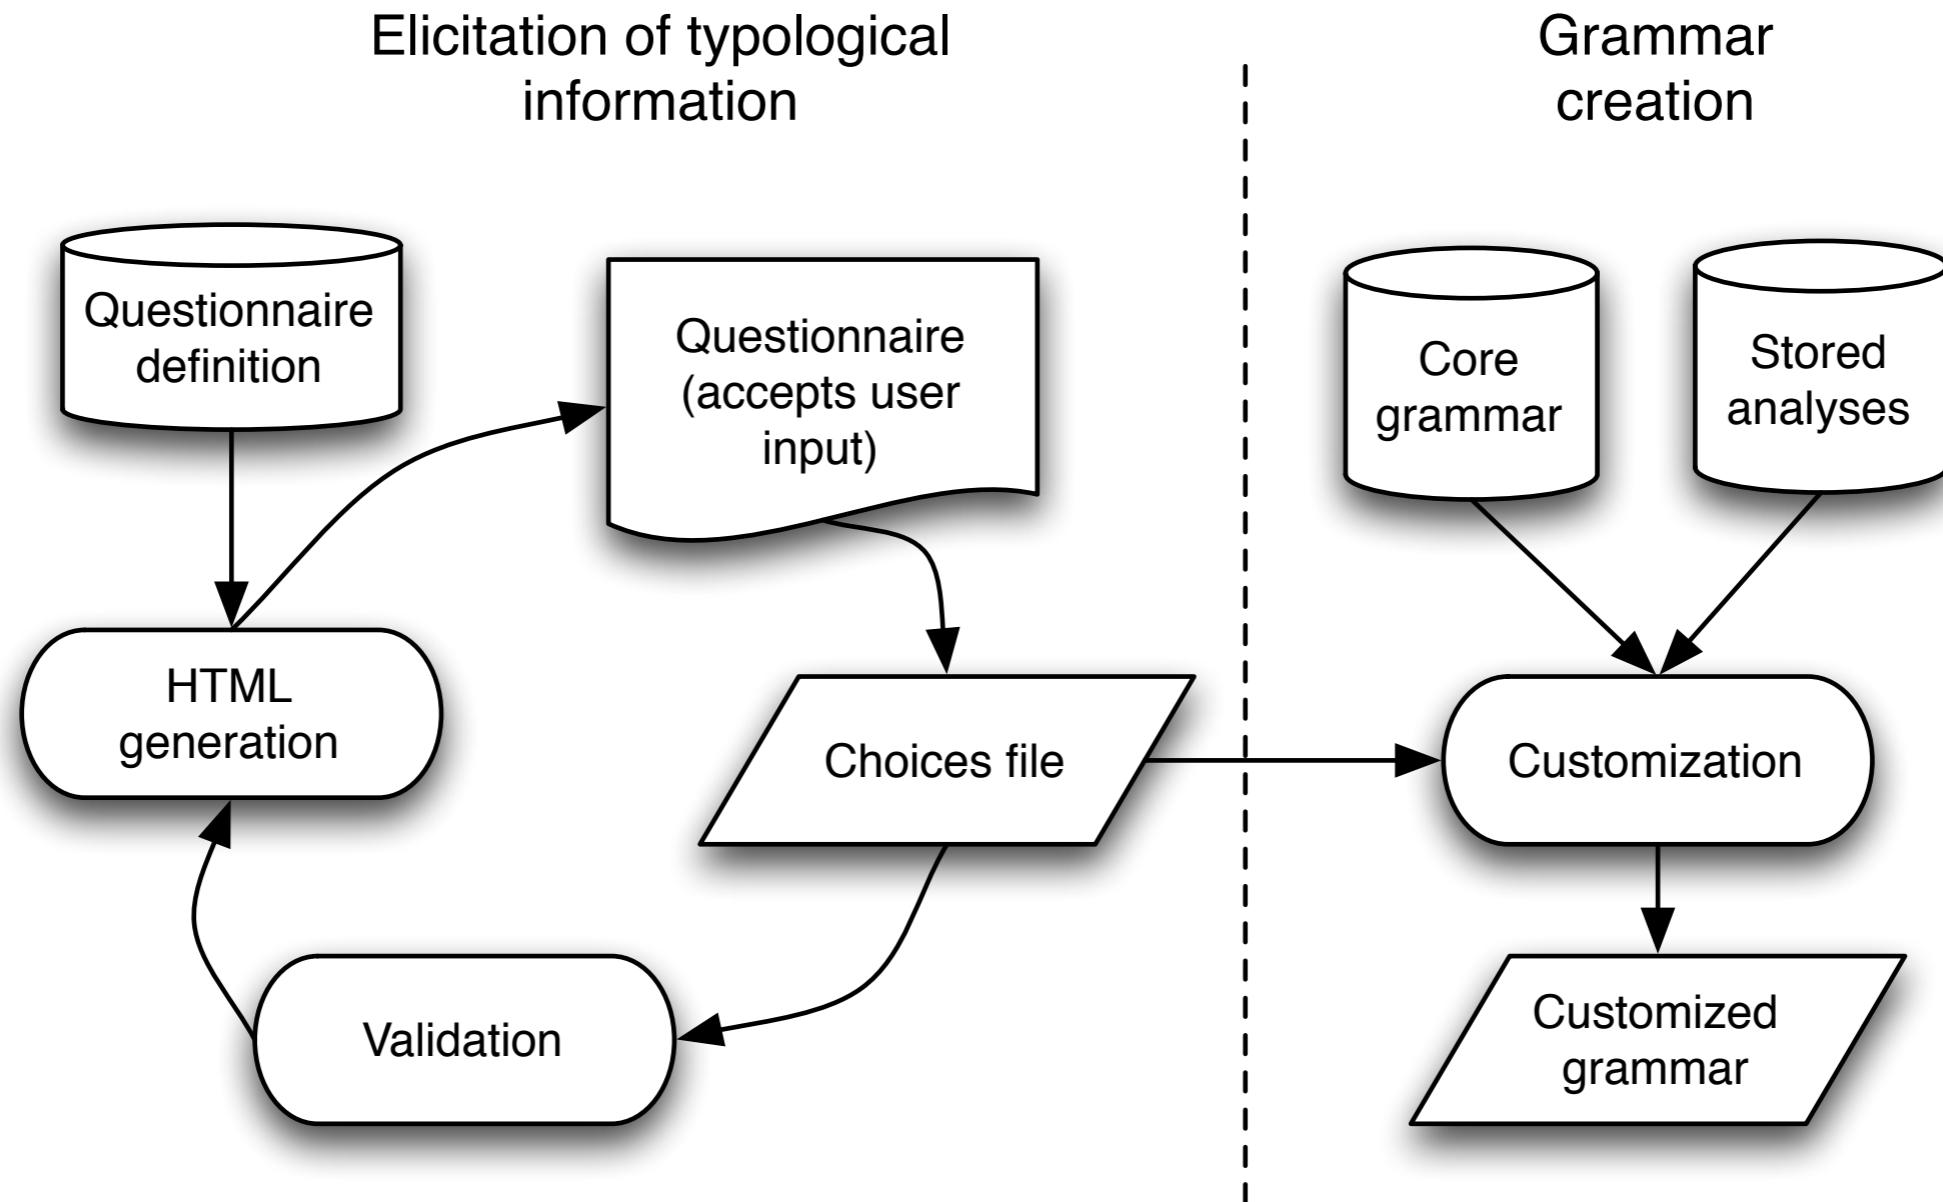 Elicitation of typological
information
Grammar
creation
Questionnaire
definition
Questionnaire
(accepts user
input)
Core
grammar
Stored
analyses
HTML
generation
Choices file
Customization
Validation
Customized
grammar